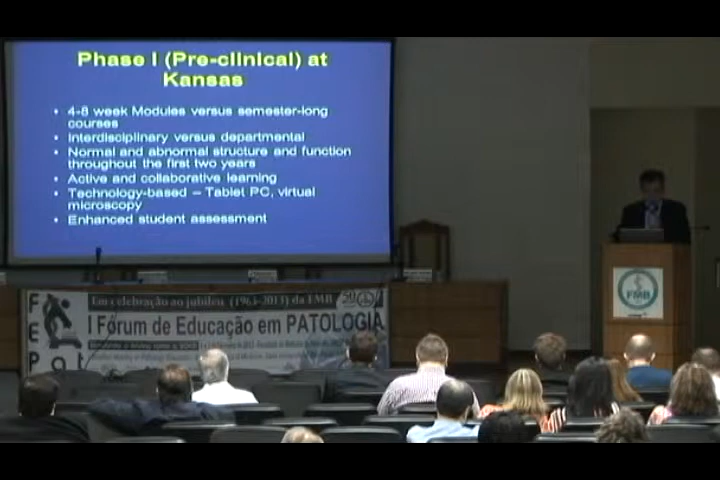 Phase I (Pre-clinical) at
Kansas
• 4-8 week Modules versus semester-long
courses
• Interdisciplinary versus departmental
• Normal and abnormal structure and function
throughout the first two years
• Active and collaborative learning
• Technology-based – Tablet PC, virtual
microscopy
• Enhanced student assessment
Em celebração ao jubileu (1963-2013) da FMB
I Fórum de Educação em PATOLOGIA
F
E
Pat
FMB